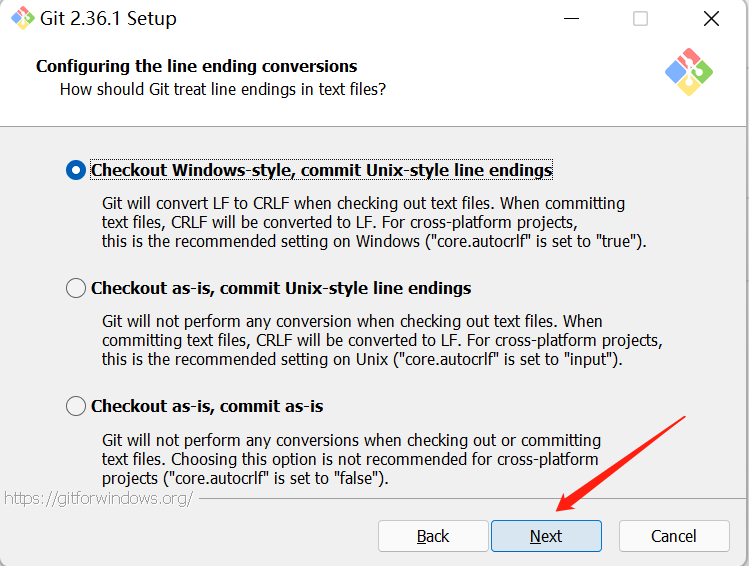 Git 2.36.1 Setup
Configuring the line ending conversions
How should Git treat line endings in text files?
Checkout Windows-style, commit Unix-style line endings
Git will convert LF to CRLF when checking out text files. When committing
text files, CRLF will be converted to LF. For cross-platform projects,
this is the recommended setting on Windows ("core.autocrlf" is set to "true").
Checkout as-is, commit Unix-style line endings
Git will not perform any conversion when checking out text files. When
committing text files, CRLF will be converted to LF. For cross-platform projects,
this is the recommended setting on Unix ("core.autocrlf" is set to "input").
Checkout as-is, commit as-is
Git will not perform any conversions when checking out or committing
text files. Choosing this option is not recommended for cross-platform
projects ("core.autocrlf" is set to "false").
https://gitforwindows.org/
Back Next Cancel